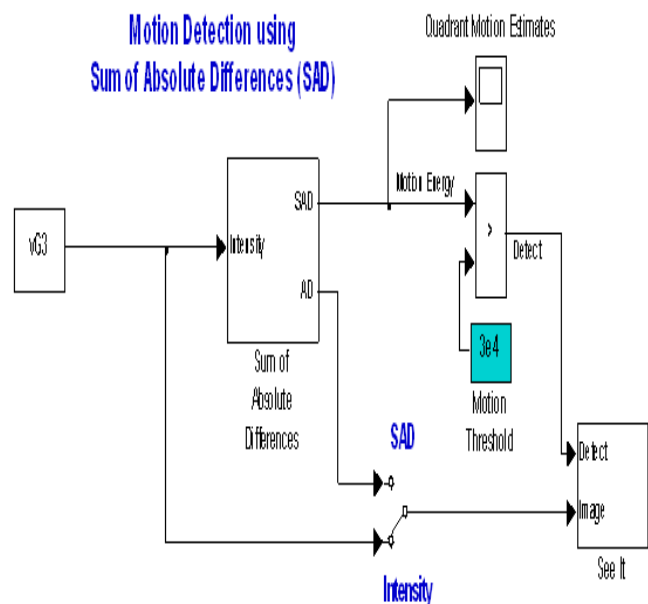 Motion Detection using
Sum of Absolute Differences (SAD)
Quadrant Motion Estimates
SAD
Motion Energy
vG3
Intensity
>
Detect
AD
3e4
Sum of
Absolute
Differences
Motion
Threshold
SAD
Detect
Image
See It
Intensity